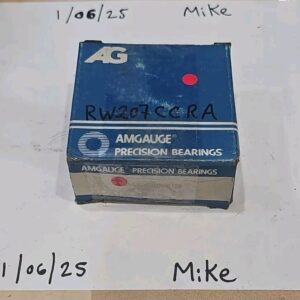 1/06/25 Mike
AG
RW207CCRA
AMGAUGE®
PRECISION BEARINGS
AMGAUGE® PRECISION BEARINGS
1/06/25 Mike